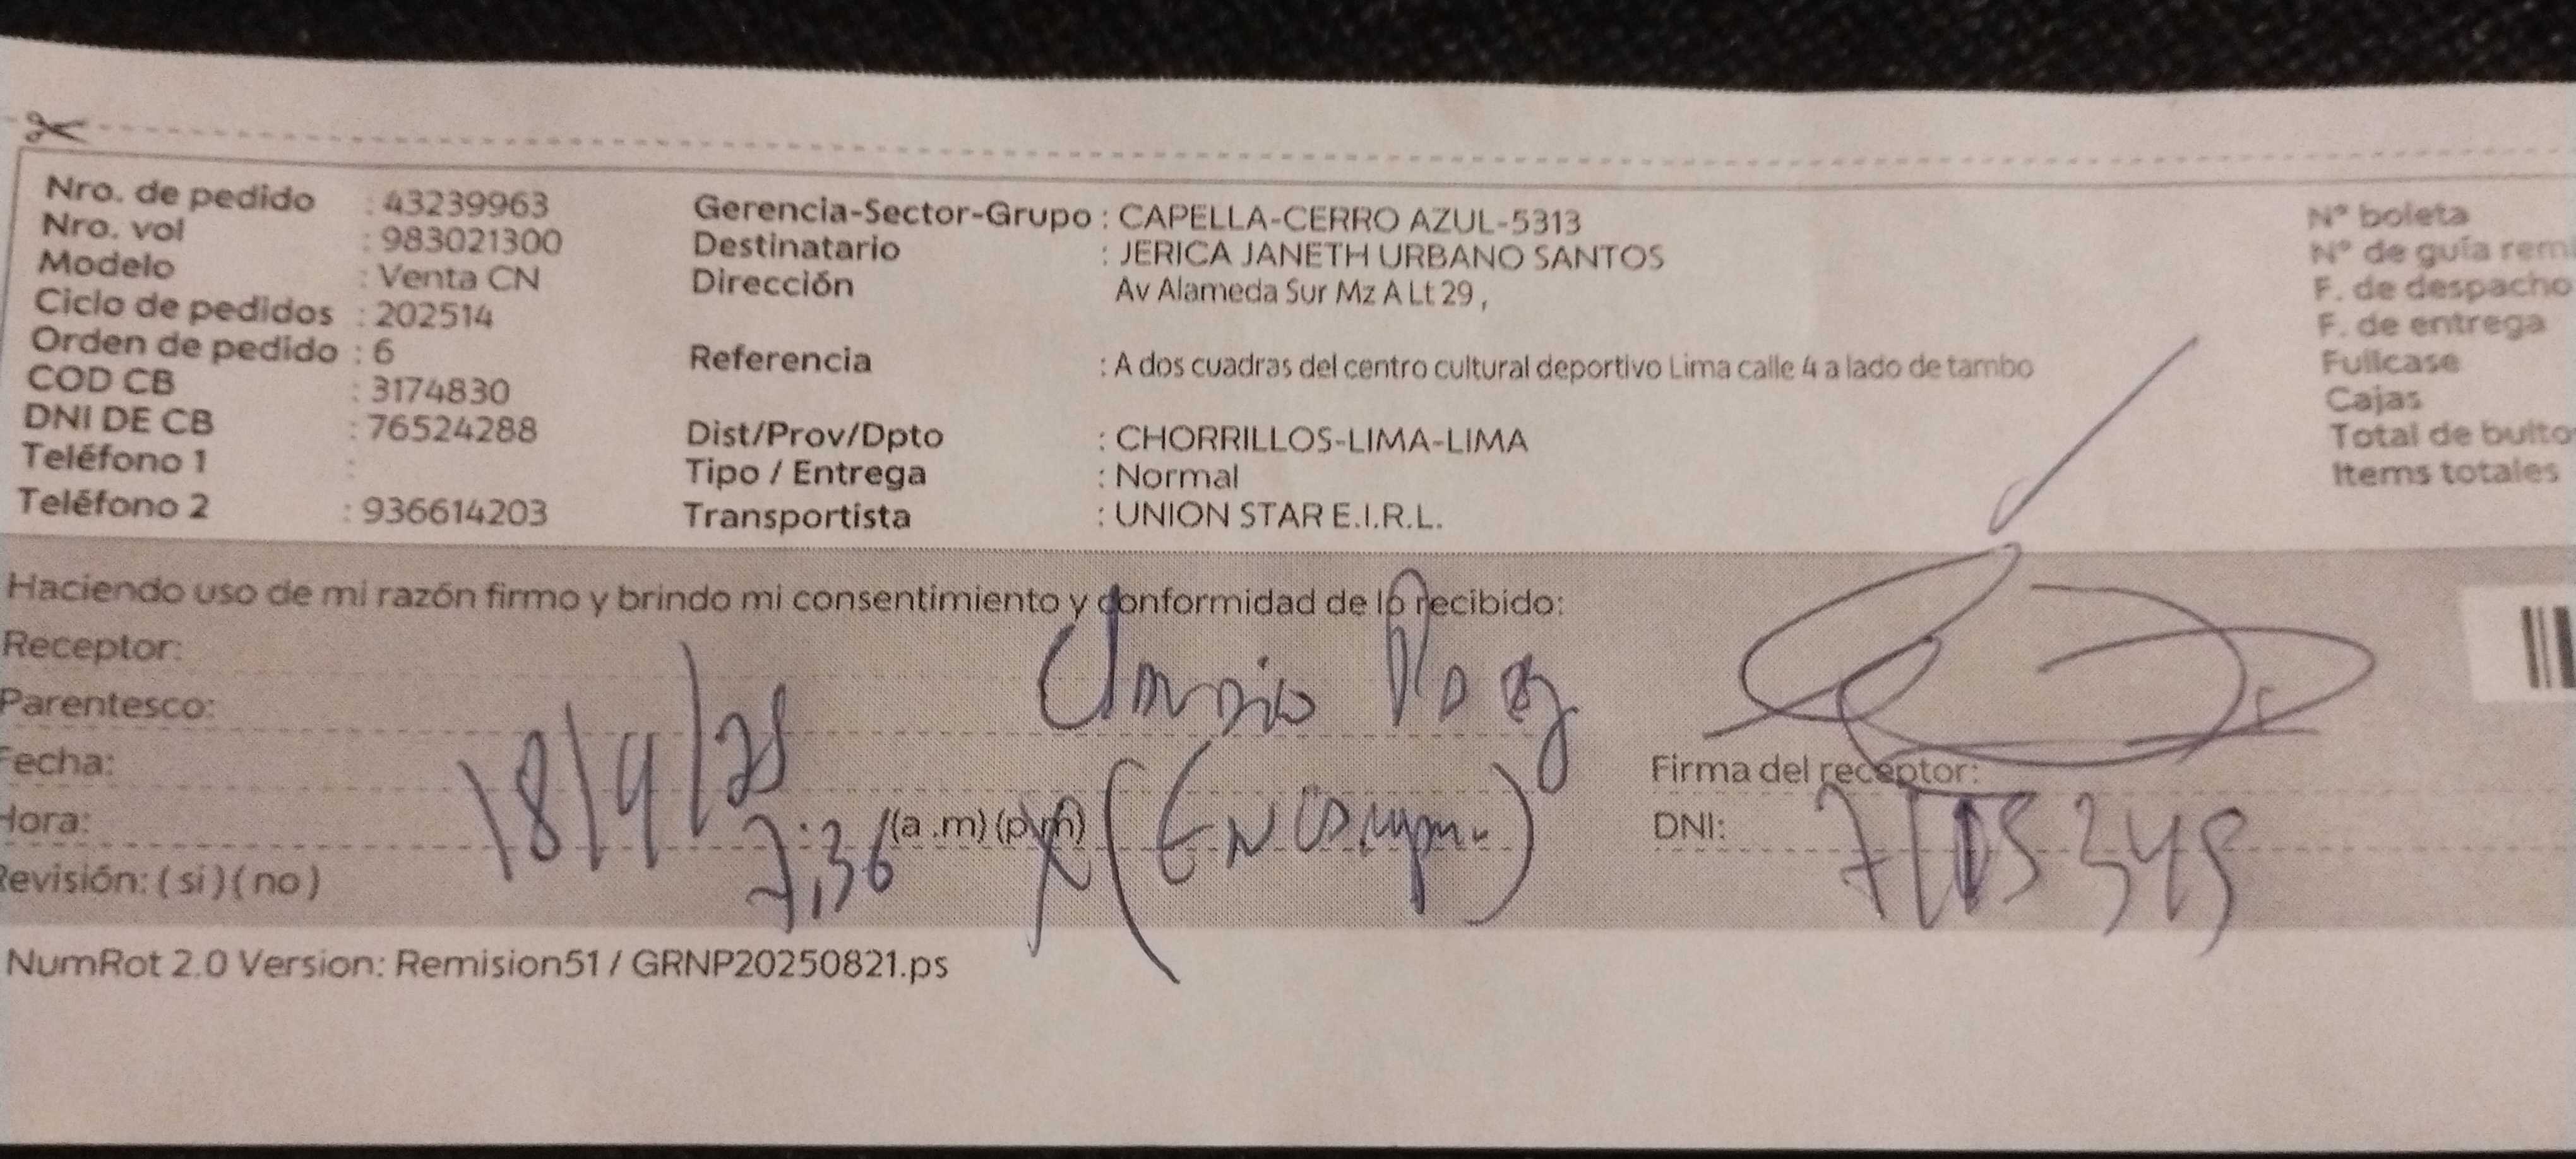 Nro. de pedido : 43239963
Nro. vol : 983021300
Modelo : Venta CN
Ciclo de pedidos : 202514
Orden de pedido : 6
COD CB : 3174830
DNI DE CB : 76524288
Teléfono 1 :
Teléfono 2 : 936614203
Gerencia-Sector-Grupo : CAPELLA-CERRO AZUL-5313
Destinatario : JERICA JANETH URBANO SANTOS
Dirección Av Alameda Sur Mz A Lt 29 ,
Referencia : A dos cuadras del centro cultural deportivo Lima calle 4 a lado de tambo
Dist/Prov/Dpto : CHORRILLOS-LIMA-LIMA
Tipo / Entrega : Normal
Transportista : UNION STAR E.I.R.L.
N° boleta
N° de guía remi
F. de despacho
F. de entrega
Fullcase
Cajas
Total de bulto
Items totales
Haciendo uso de mi razón firmo y brindo mi consentimiento y conformidad de lo recibido:
Receptor:
Parentesco:
Fecha: 18/9/25
Hora: 7:36 (a .m) (p.m)
Revisión: ( si ) ( no )
Firma del receptor:
DNI:
NumRot 2.0 Version: Remision51 / GRNP20250821.ps